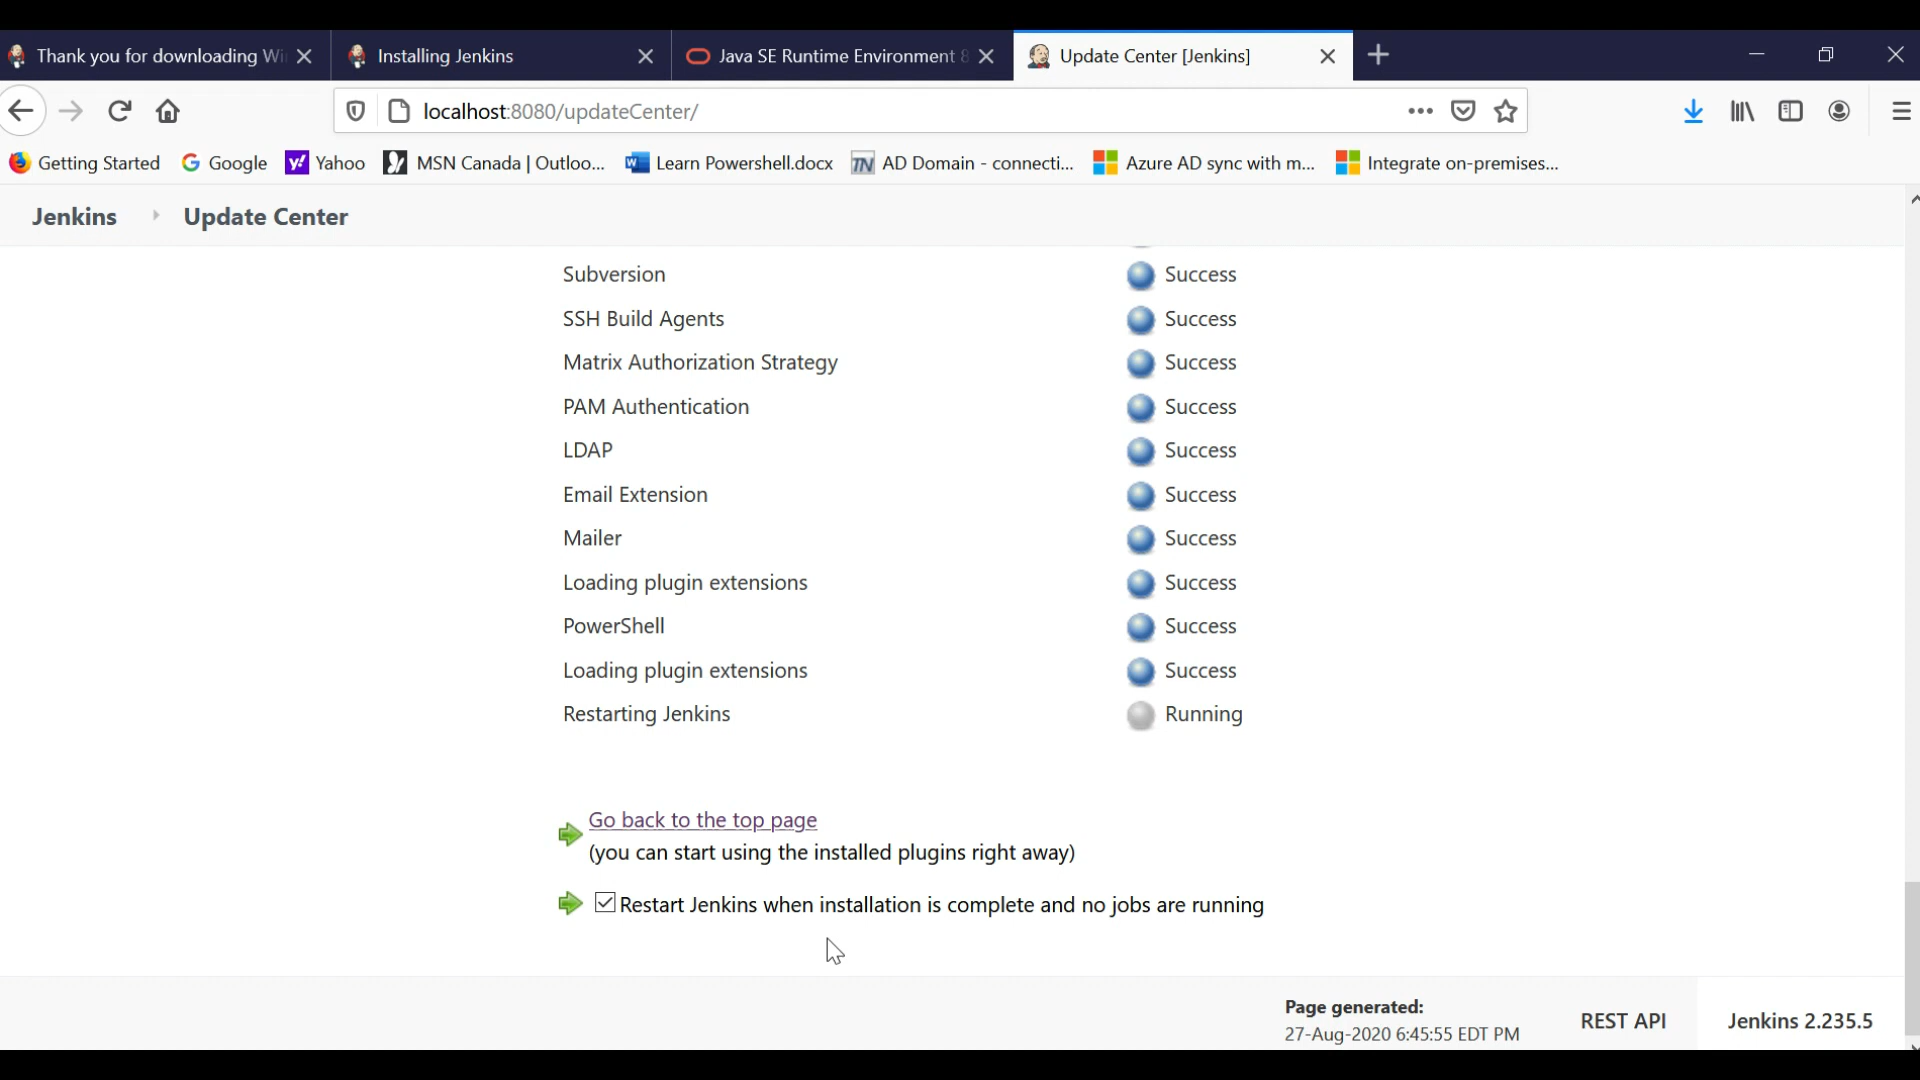 Thank you for downloading Wi
Installing Jenkins
Java SE Runtime Environment 8
Update Center [Jenkins]
localhost:8080/updateCenter/
Getting Started
Google
Yahoo
MSN Canada | Outloo...
Learn Powershell.docx
AD Domain - connecti...
Azure AD sync with m...
Integrate on-premises...
Jenkins
Update Center
Subversion Success
SSH Build Agents Success
Matrix Authorization Strategy Success
PAM Authentication Success
LDAP Success
Email Extension Success
Mailer Success
Loading plugin extensions Success
PowerShell Success
Loading plugin extensions Success
Restarting Jenkins Running
Go back to the top page
(you can start using the installed plugins right away)
Restart Jenkins when installation is complete and no jobs are running
Page generated:
27-Aug-2020 6:45:55 EDT PM
REST API
Jenkins 2.235.5